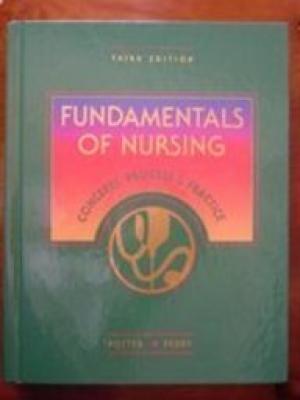 THIRD EDITION
FUNDAMENTALS
OF NURSING
CONCEPTS, PROCESS & PRACTICE
POTTER PERRY